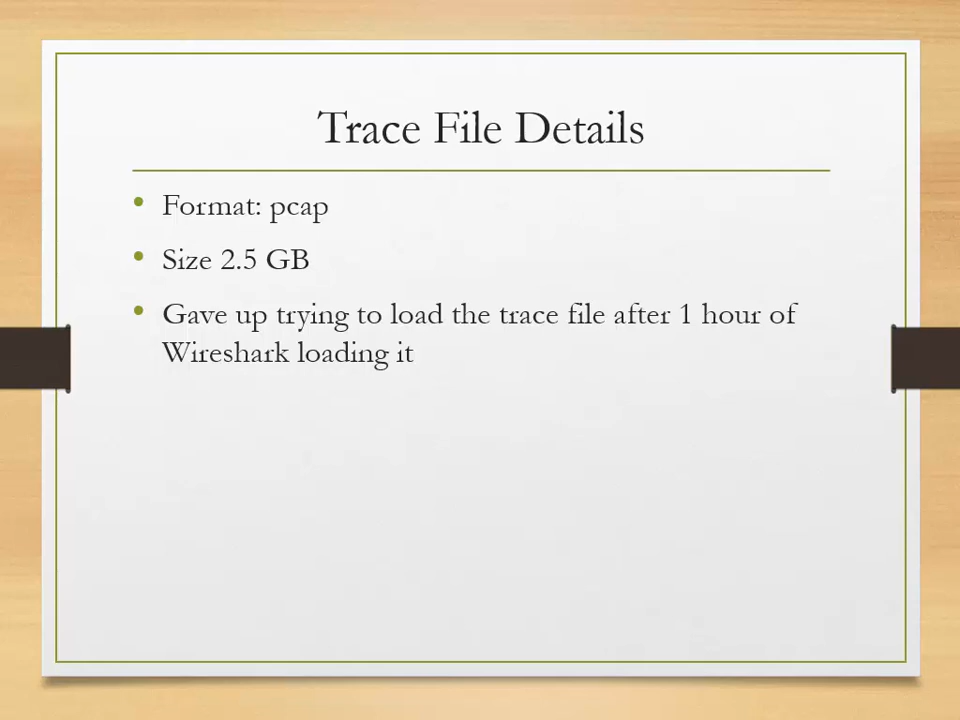 Trace File Details
• Format: pcap
• Size 2.5 GB
• Gave up trying to load the trace file after 1 hour of
Wireshark loading it